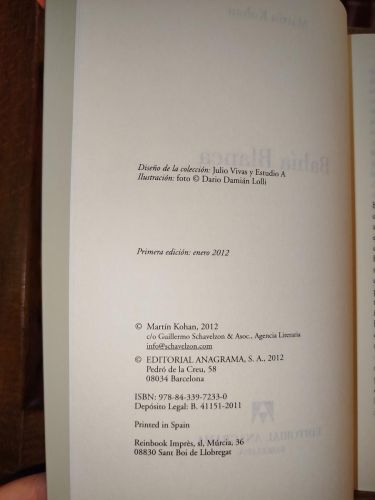 Diseño de la colección: Julio Vivas y Estudio A
Ilustración: foto © Dario Damián Lolli
Primera edición: enero 2012
© Martín Kohan, 2012
c/o Guillermo Schavelzon & Asoc., Agencia Literaria
info@schavelzon.com
© EDITORIAL ANAGRAMA, S. A., 2012
Pedró de la Creu, 58
08034 Barcelona
ISBN: 978-84-339-7233-0
Depósito Legal: B. 41151-2011
Printed in Spain
Reinbook Imprès, sl, Múrcia, 36
08830 Sant Boi de Llobregat